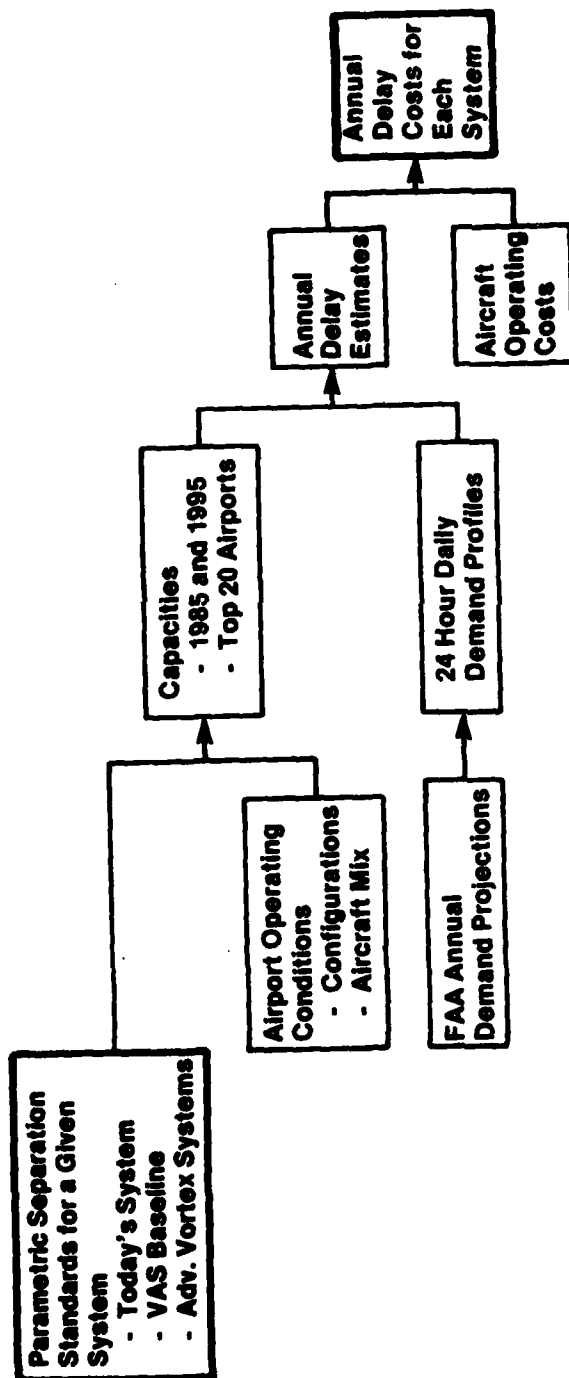 Parametric Separation
Standards for a Given
System
- Today's System
- VAS Baseline
- Adv. Vortex Systems
Airport Operating
Conditions
- Configurations
- Aircraft Mix
FAA Annual
Demand Projections
Capacities
- 1985 and 1995
- Top 20 Airports
24 Hour Daily
Demand Profiles
Annual
Delay
Estimates
Aircraft
Operating
Costs
Annual
Delay
Costs for
Each
System